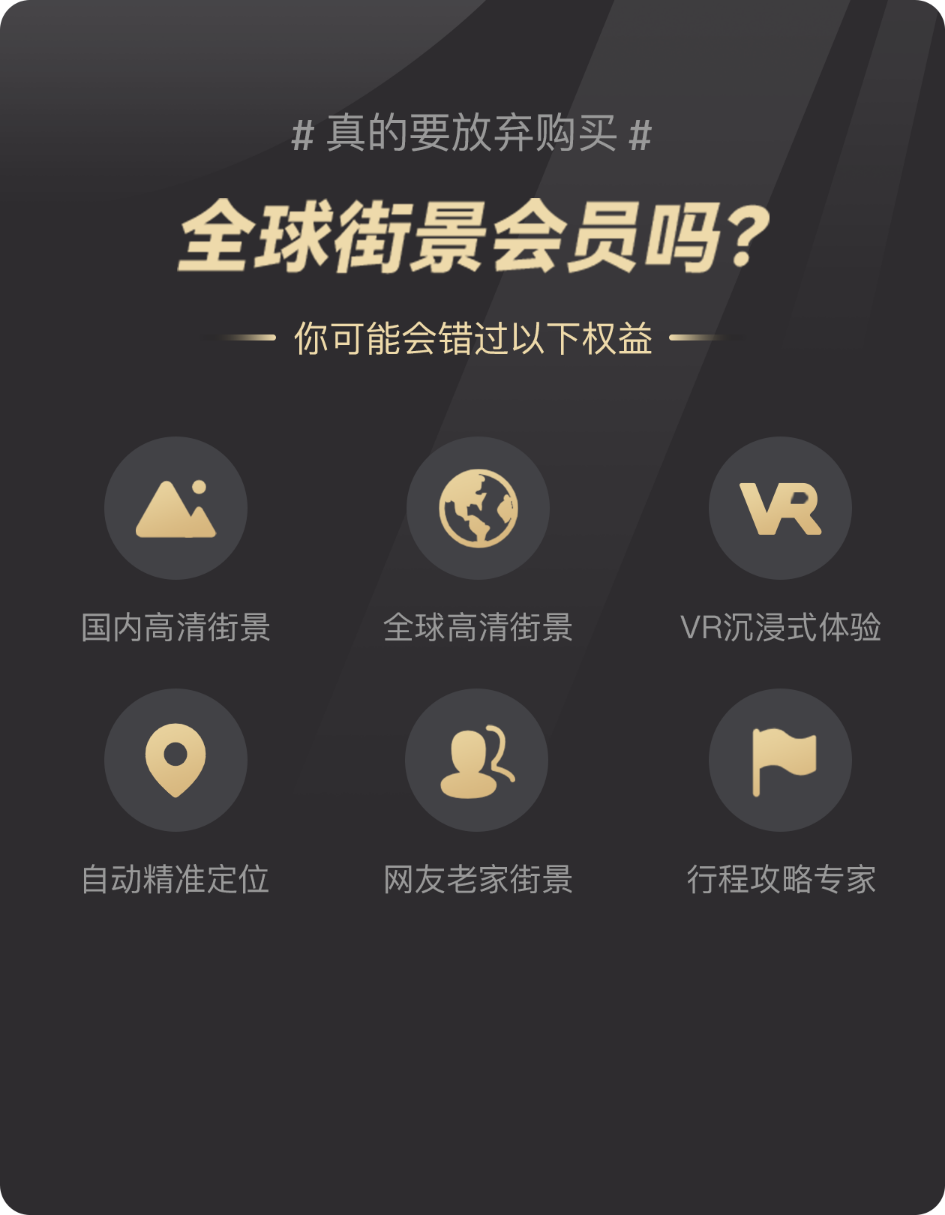 # 真的要放弃购买 #
全球街景会员吗?
你可能会错过以下权益
VR
国内高清街景
全球高清街景
VR沉浸式体验
自动精准定位
网友老家街景
行程攻略专家